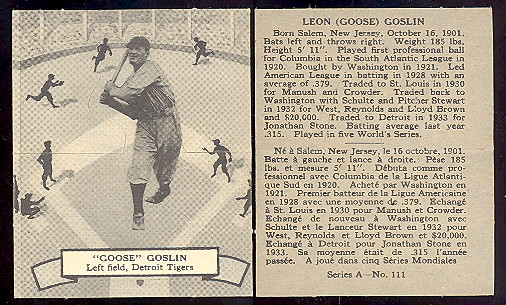 "GOOSE" GOSLIN
Left field, Detroit Tigers
LEON (GOOSE) GOSLIN
Born Salem, New Jersey, October 16, 1901.
Bats left and throws right. Weight 185 lbs.
Height 5' 11". Played first professional ball
for Columbia in the South Atlantic League in
1920. Bought by Washington in 1921. Led
American League in batting in 1928 with an
average of .379. Traded to St. Louis in 1930
for Manush and Crowder. Traded back to
Washington with Schulte and Pitcher Stewart
in 1932 for West, Reynolds and Lloyd Brown
and $20,000. Traded to Detroit in 1933 for
Jonathan Stone. Batting average last year
.315. Played in five World's Series.
Né à Salem, New Jersey, le 16 octobre, 1901.
Batte à gauche et lance à droite. Pèse 185
lbs. et mesure 5' 11". Débuta comme pro-
fessionnel avec Columbia de la Ligue Atlanti-
que Sud en 1920. Acheté par Washington en
1921. Premier batteur de la Ligue Americaine
en 1928 avec une moyenne de .379. Echangé
à St. Louis en 1930 pour Manush et Crowder.
Echangé de nouveau à Washington avec
Schulte et le Lanceur Stewart en 1932 pour
West, Reynolds et Lloyd Brown et $20,000.
Echangé à Detroit pour Jonathan Stone en
1933. Sa moyenne était de .315 l'année
passée. A joué dans cinq Séries Mondiales
Series A—No. 111